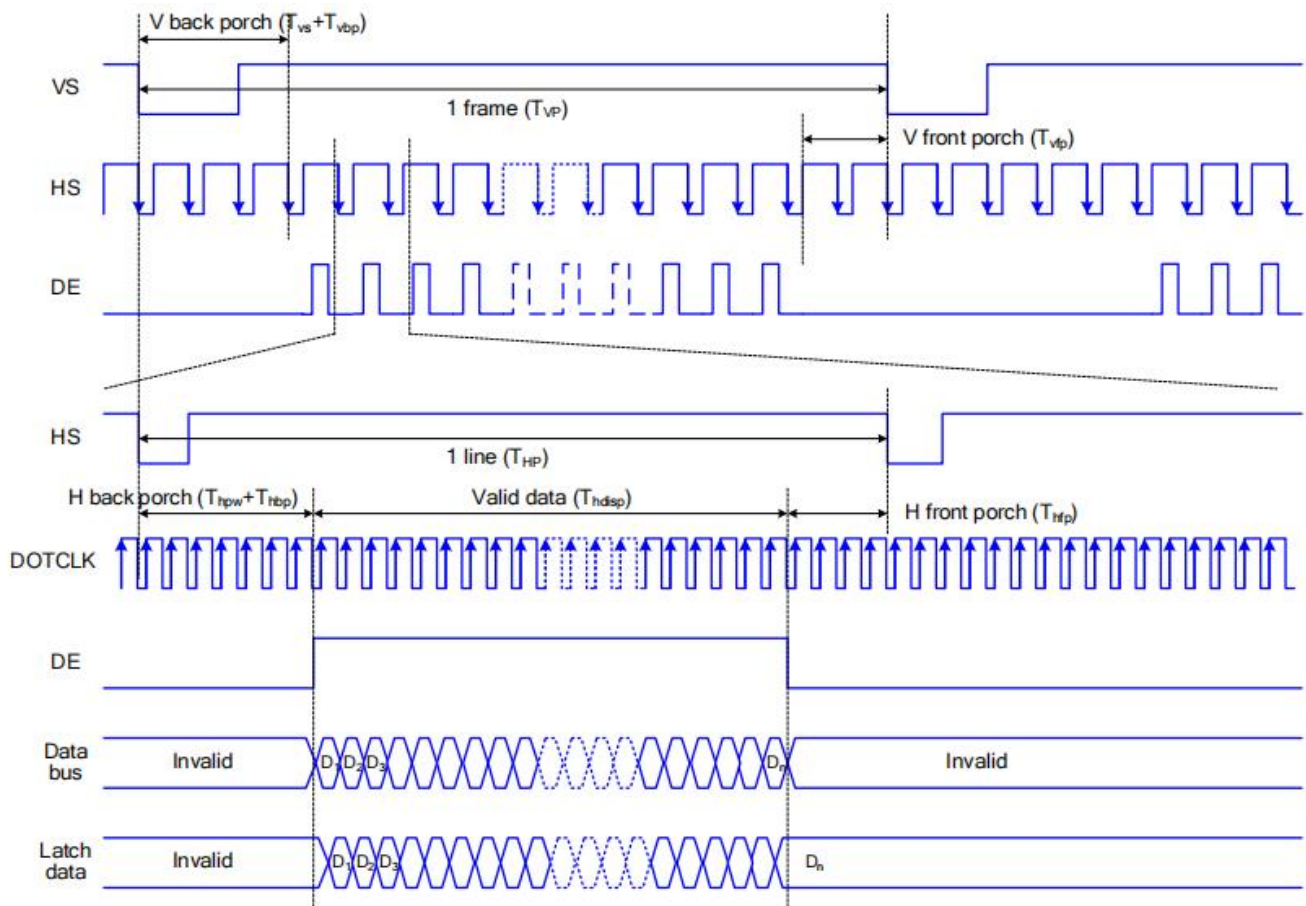 V back porch (Tvs+Tvbp)
VS
1 frame (TVP)
V front porch (Tvfp)
HS
DE
HS
1 line (THP)
H back porch (Thpw+Thbp)
Valid data (Thdisp)
H front porch (Thfp)
DOTCLK
DE
Data
bus
Invalid
D1 D2 D3
Dn
Invalid
Latch
data
Invalid
D1 D2 D3
Dn